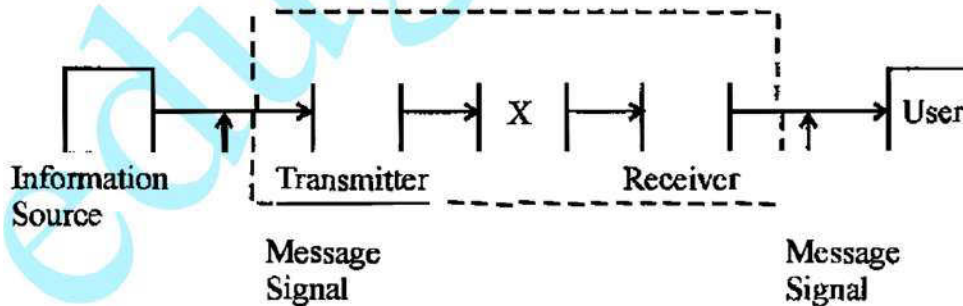 X
User
Information
Source
Transmitter
Receiver
Message
Signal
Message
Signal